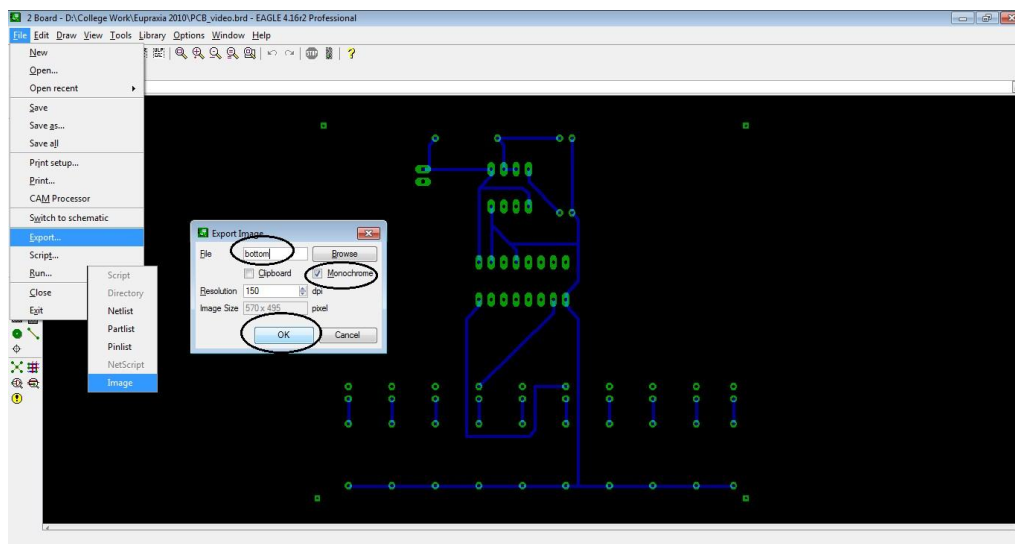 2 Board - D:\College Work\Eupraxia 2010\PCB_video.brd - EAGLE 4.16r2 Professional
File Edit Draw View Tools Library Options Window Help
New
Open...
Open recent
Save
Save as...
Save all
Print setup...
Print...
CAM Processor
Switch to schematic
Export...
Script...
Run...
Close
Exit
Script
Directory
Netlist
Partlist
Pinlist
NetScript
Image
Export Image
File bottom Browse
Clipboard Monochrome
Resolution 150 dpi
Image Size 570 x 495 pixel
OK Cancel